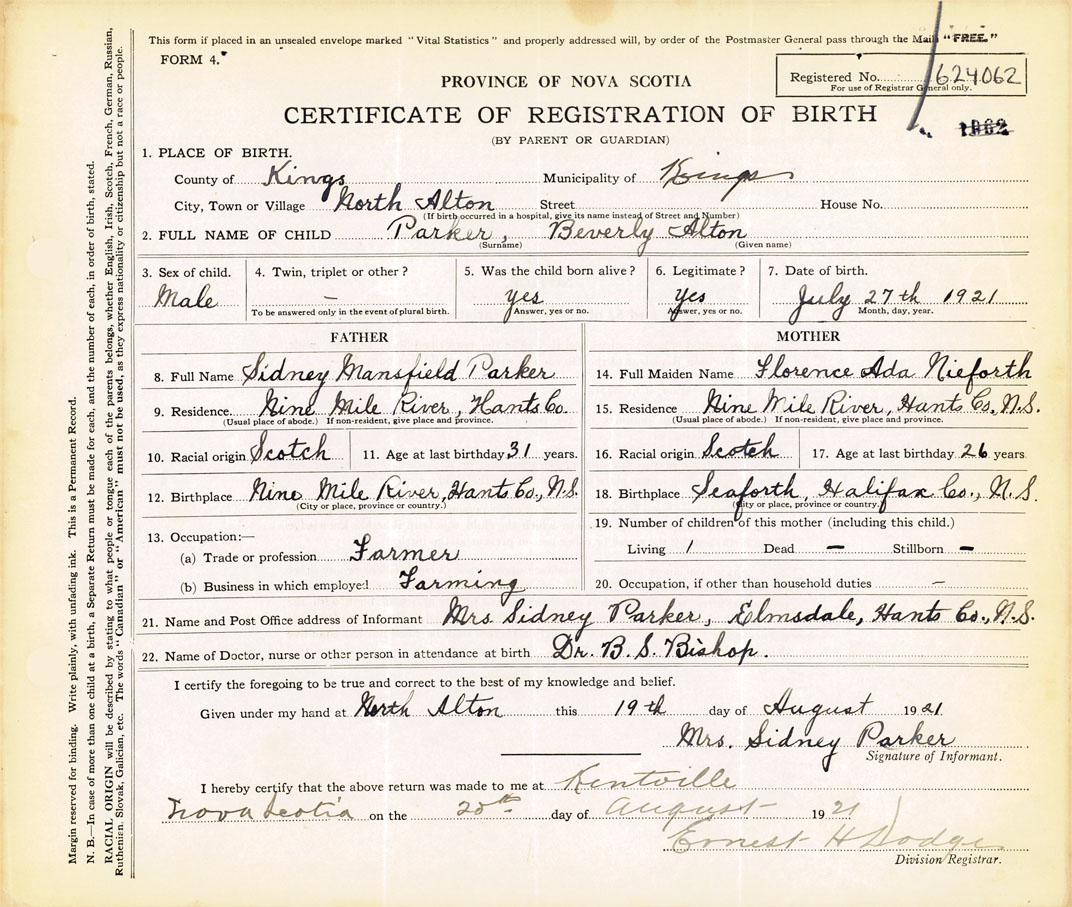 This form if placed in an unsealed envelope marked "Vital Statistics" and properly addressed will, by order of the Postmaster General pass through the Mails "FREE."
FORM 4.
Registered No. 624062
For use of Registrar General only.
PROVINCE OF NOVA SCOTIA
CERTIFICATE OF REGISTRATION OF BIRTH
1962
(BY PARENT OR GUARDIAN)
1. PLACE OF BIRTH.
County of Kings Municipality of Kings
City, Town or Village North Alton Street House No.
(If birth occurred in a hospital, give its name instead of Street and Number)
2. FULL NAME OF CHILD Parker, Beverly Alton
(Surname) (Given name)
3. Sex of child. 4. Twin, triplet or other? 5. Was the child born alive? 6. Legitimate? 7. Date of birth.
Male — yes yes July 27th 1921
To be answered only in the event of plural birth. Answer, yes or no. Answer, yes or no. Month, day, year.
FATHER MOTHER
8. Full Name Sidney Mansfield Parker 14. Full Maiden Name Florence Ada Nieforth
9. Residence Nine Mile River, Hants Co. 15. Residence Nine Mile River, Hants Co. N.S.
(Usual place of abode.) If non-resident, give place and province. (Usual place of abode.) If non-resident, give place and province.
10. Racial origin Scotch 11. Age at last birthday 31 years. 16. Racial origin Scotch 17. Age at last birthday 26 years
12. Birthplace Nine Mile River, Hants Co., N.S. 18. Birthplace Seaforth, Halifax Co., N.S.
(City or place, province or country.) (City or place, province or country.)
13. Occupation:— 19. Number of children of this mother (including this child.)
(a) Trade or profession Farmer Living 1 Dead — Stillborn —
(b) Business in which employed Farming 20. Occupation, if other than household duties —
21. Name and Post Office address of Informant Mrs. Sidney Parker, Elmsdale, Hants Co., N.S.
22. Name of Doctor, nurse or other person in attendance at birth Dr. B. S. Bishop.
I certify the foregoing to be true and correct to the best of my knowledge and belief.
Given under my hand at North Alton this 19th day of August 1921
Mrs. Sidney Parker
Signature of Informant.
I hereby certify that the above return was made to me at Kentville
Nova Scotia on the 20th day of August 1921
Ernest H Dodge
Division Registrar.
Margin reserved for binding. Write plainly, with unfading ink. This is a Permanent Record.
N. B.—In case of more than one child at a birth, a Separate Return must be made for each, and the number of each, in order of birth, stated.
RACIAL ORIGIN will be described by stating to what people or tongue each of the parents belongs, whether English, Irish, Scotch, French, German, Russian,
Ruthenian, Slovak, Galician, etc. The words "Canadian" or "American" must not be used, as they express nationality or citizenship but not a race or people.